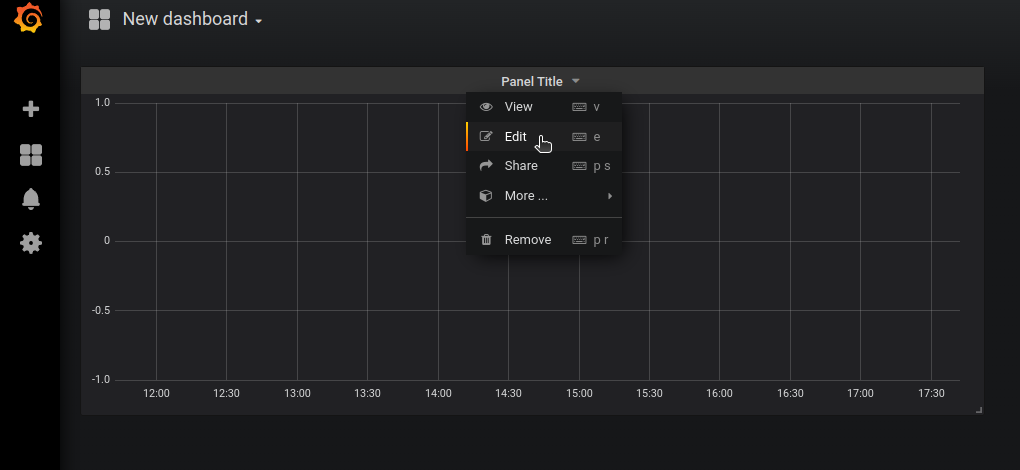 New dashboard
Panel Title
View v
Edit e
Share p s
More ...
Remove p r
1.0
0.5
0
-0.5
-1.0
12:00 12:30 13:00 13:30 14:00 14:30 15:00 15:30 16:00 16:30 17:00 17:30